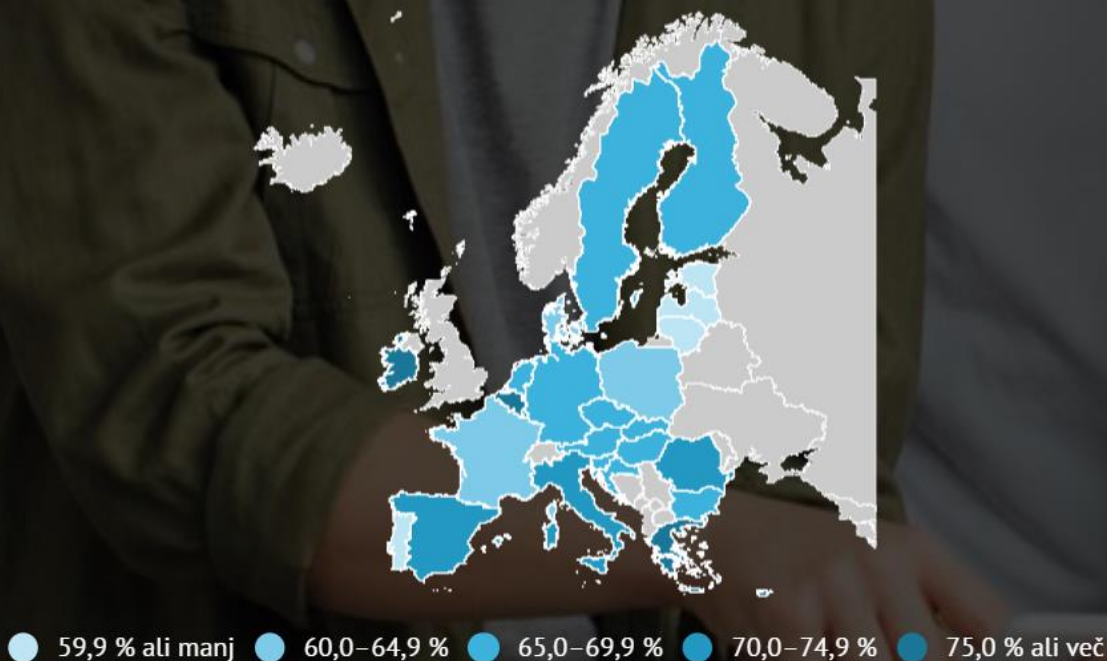 59,9 % ali manj 60,0–64,9 % 65,0–69,9 % 70,0–74,9 % 75,0 % ali več